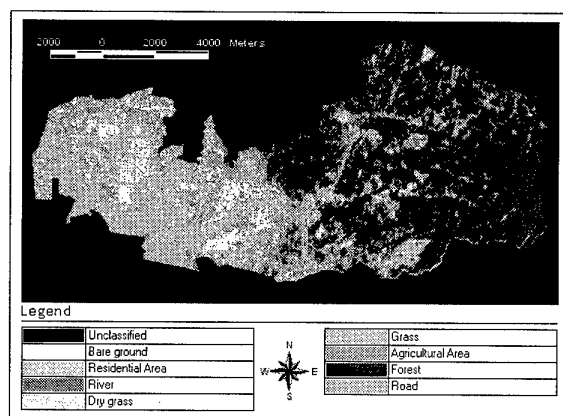 2000 0 2000 4000 Meters
Legend
Unclassified
Bare ground
Residential Area
River
Dry grass
N
W E
S
Grass
Agricultural Area
Forest
Road